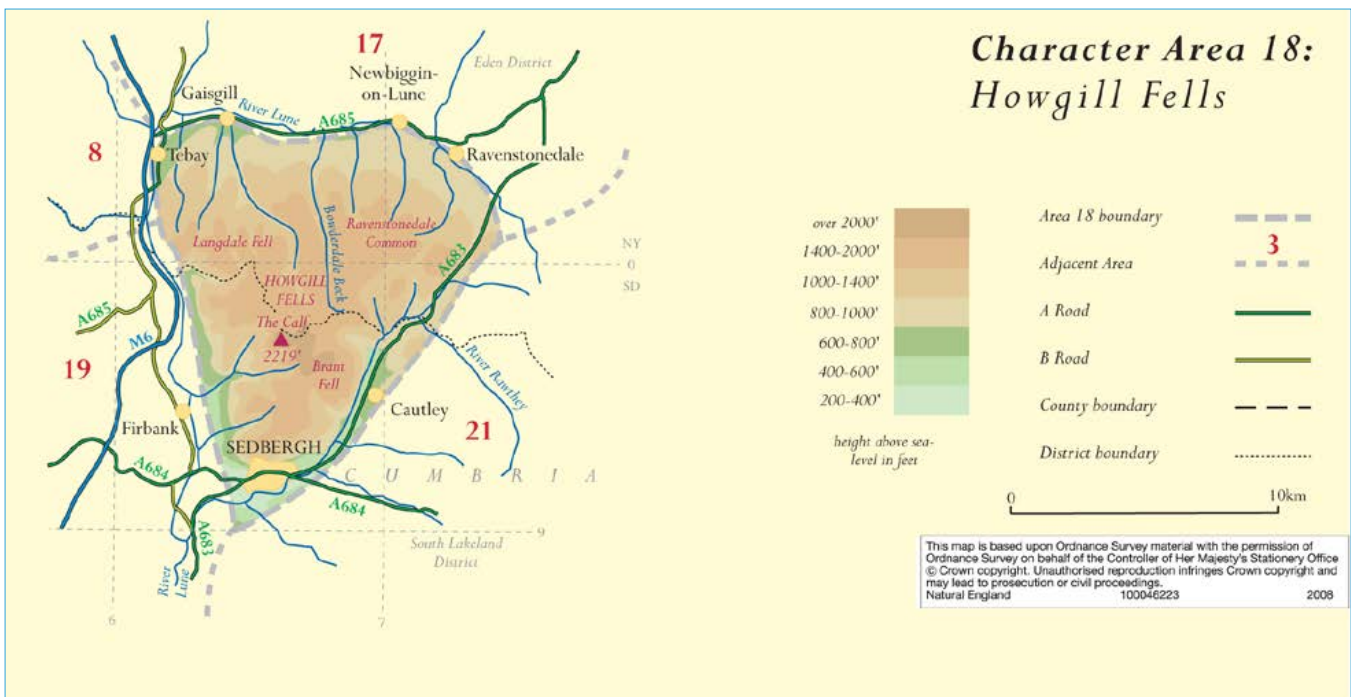 Character Area 18:
Howgill Fells
17
Newbiggin-
on-Lune
Eden District
Gaisgill
River Lune
A685
8
Tebay
Ravenstonedale
Langdale Fell
Bowderdale Beck
Ravenstonedale
Common
A683
NY
0
SD
HOWGILL
FELLS
The Calf
2219'
A685
M6
19
Brant
Fell
River Rawthey
Cautley
21
Firbank
SEDBERGH
CUMBRIA
A684
A684
A683
9
South Lakeland
District
River
Lune
6
7
over 2000'
1400-2000'
1000-1400'
800-1000'
600-800'
400-600'
200-400'
height above sea-
level in feet
Area 18 boundary
3
Adjacent Area
A Road
B Road
County boundary
District boundary
0
10km
This map is based upon Ordnance Survey material with the permission of
Ordnance Survey on behalf of the Controller of Her Majesty's Stationery Office
© Crown copyright. Unauthorised reproduction infringes Crown copyright and
may lead to prosecution or civil proceedings.
Natural England 100046223 2008